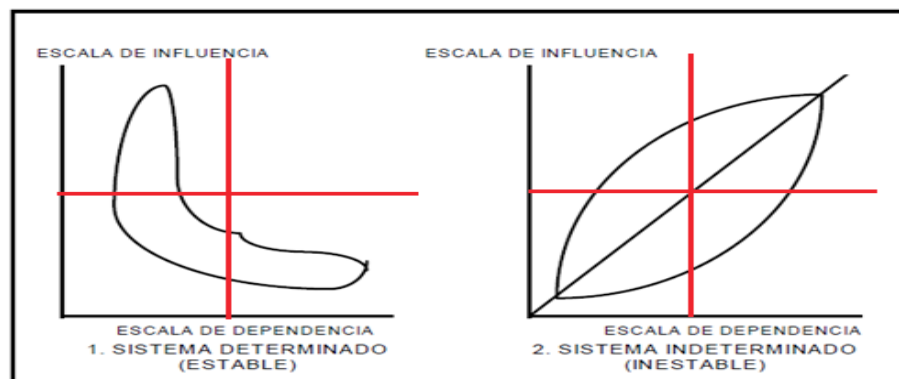 ESCALA DE INFLUENCIA
ESCALA DE DEPENDENCIA
1. SISTEMA DETERMINADO
(ESTABLE)
ESCALA DE INFLUENCIA
ESCALA DE DEPENDENCIA
2. SISTEMA INDETERMINADO
(INESTABLE)